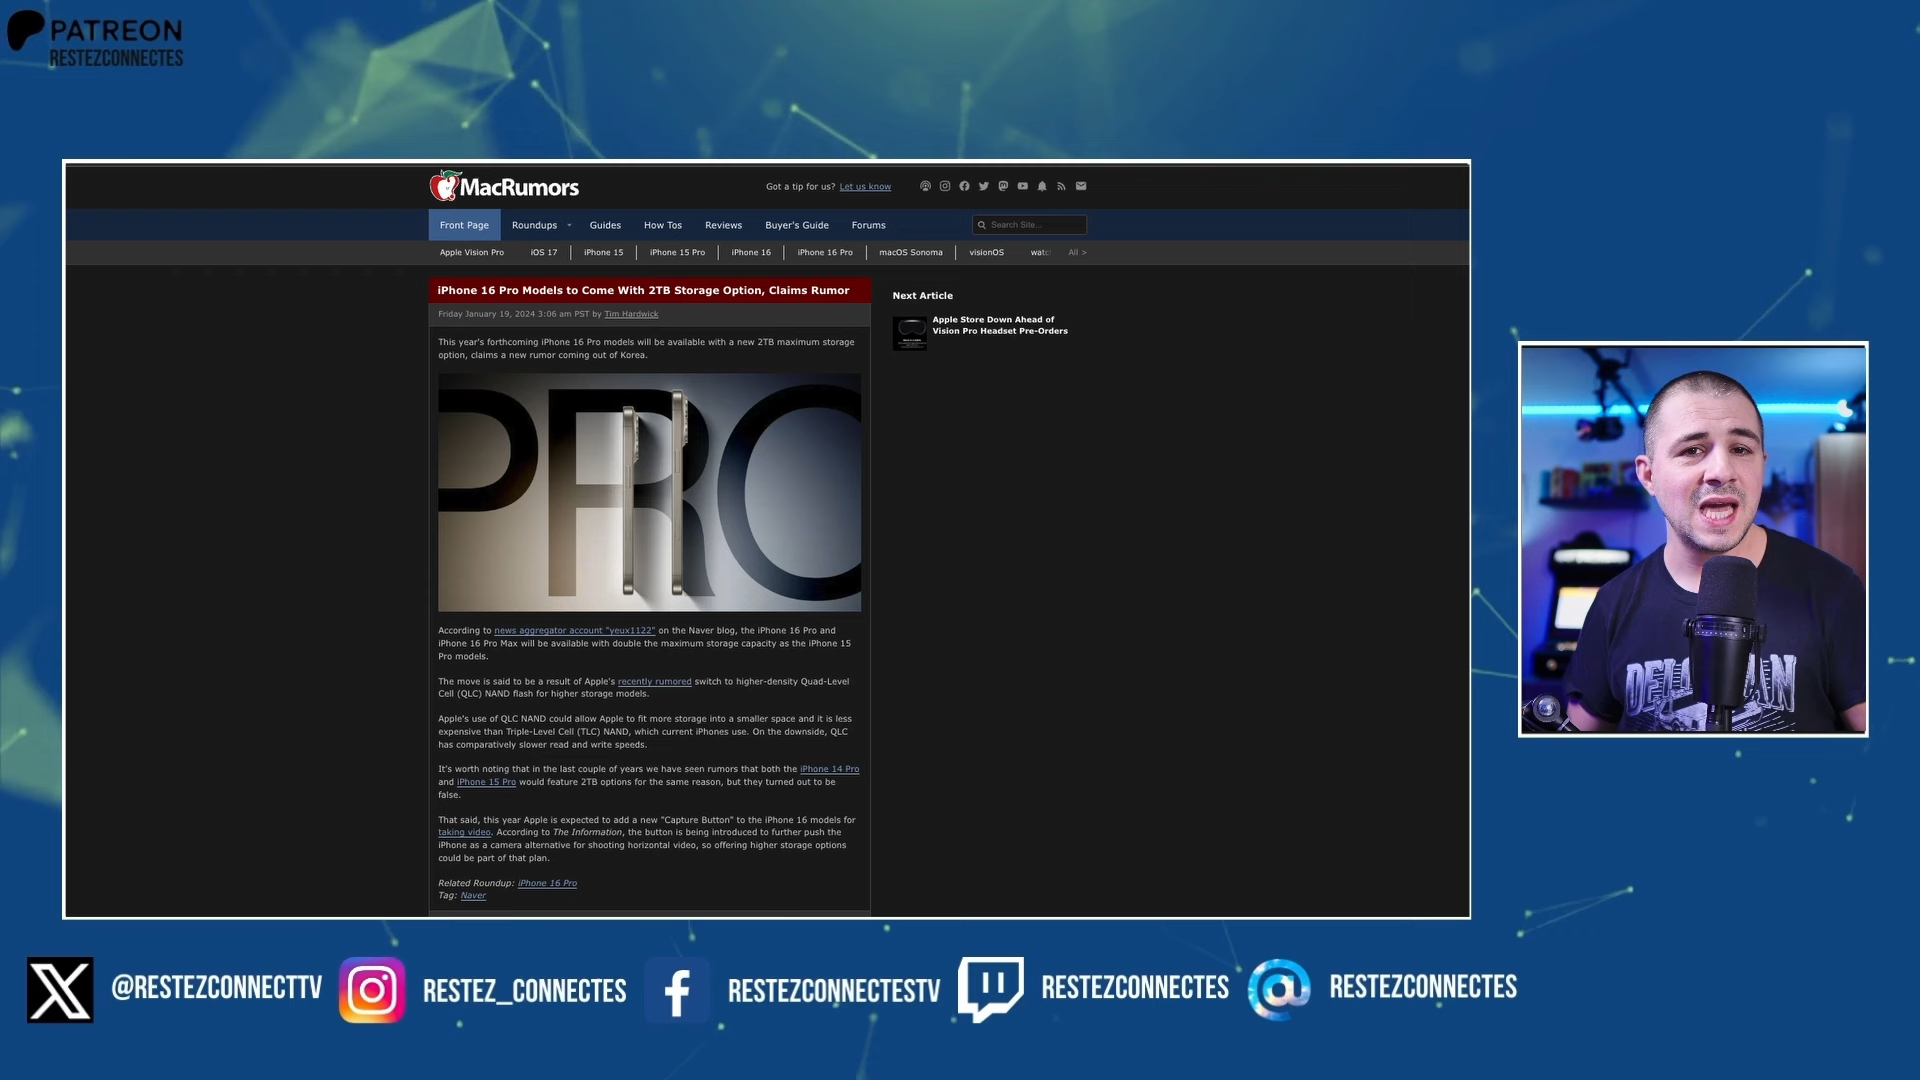 PATREON
RESTEZCONNECTES
MacRumors
Got a tip for us? Let us know
Front Page Roundups Guides How Tos Reviews Buyer's Guide Forums Search Site...
Apple Vision Pro iOS 17 iPhone 15 iPhone 15 Pro iPhone 16 iPhone 16 Pro macOS Sonoma visionOS All >
iPhone 16 Pro Models to Come With 2TB Storage Option, Claims Rumor
Friday January 19, 2024 3:06 am PST by Tim Hardwick
This year's forthcoming iPhone 16 Pro models will be available with a new 2TB maximum storage
option, claims a new rumor coming out of Korea.
PRO
According to news aggregator account "yeux1122" on the Naver blog, the iPhone 16 Pro and
iPhone 16 Pro Max will be available with double the maximum storage capacity as the iPhone 15
Pro models.
The move is said to be a result of Apple's recently rumored switch to higher-density Quad-Level
Cell (QLC) NAND flash for higher storage models.
Apple's use of QLC NAND could allow Apple to fit more storage into a smaller space and it is less
expensive than Triple-Level Cell (TLC) NAND, which current iPhones use. On the downside, QLC
has comparatively slower read and write speeds.
It's worth noting that in the last couple of years we have seen rumors that both the iPhone 14 Pro
and iPhone 15 Pro would feature 2TB options for the same reason, but they turned out to be
false.
That said, this year Apple is expected to add a new "Capture Button" to the iPhone 16 models for
taking video. According to The Information, the button is being introduced to further push the
iPhone as a camera alternative for shooting horizontal video, so offering higher storage options
could be part of that plan.
Related Roundup: iPhone 16 Pro
Tag: Naver
Next Article
Apple Store Down Ahead of
Vision Pro Headset Pre-Orders
@RESTEZCONNECTTV
RESTEZ_CONNECTES
RESTEZCONNECTESTV
RESTEZCONNECTES
RESTEZCONNECTES